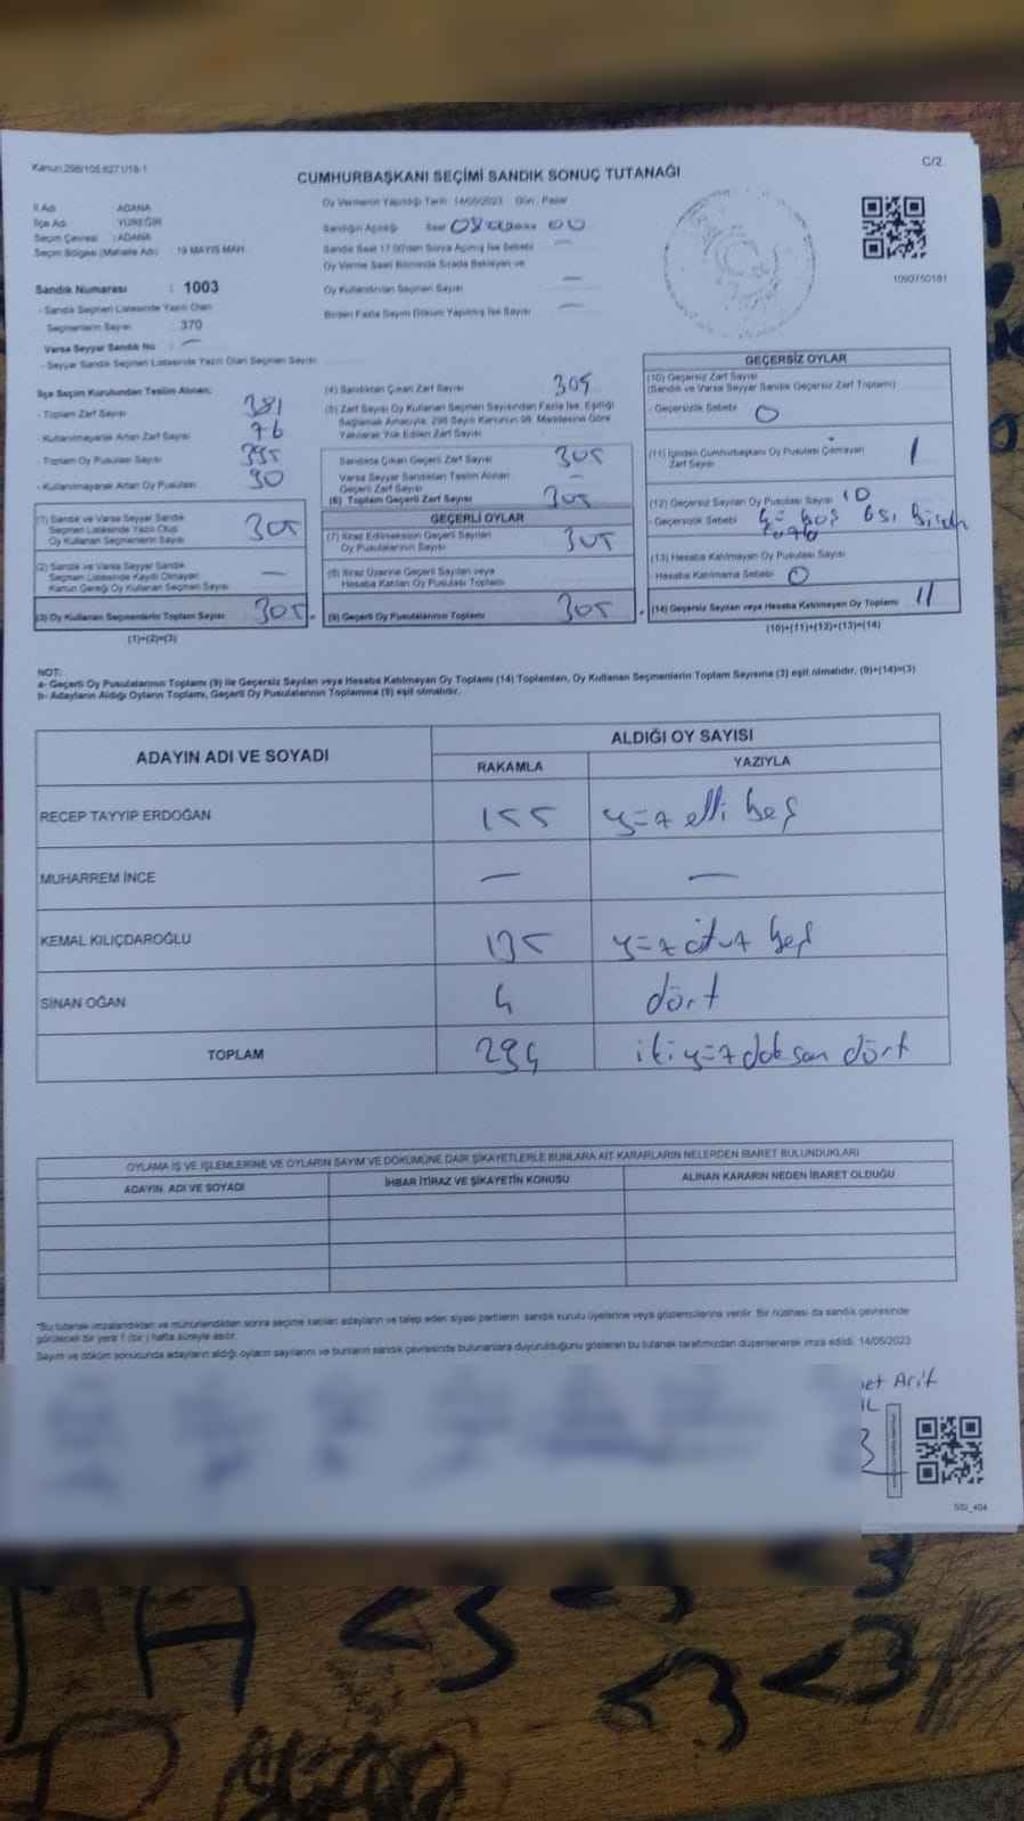 Kanun:298/105
C/2
CUMHURBAŞKANI SEÇİMİ SANDIK SONUÇ TUTANAĞI
İl Adı : ADANA
İlçe Adı : YÜREĞİR
Seçim Çevresi : ADANA
Seçim Bölgesi (Mahalle Adı) : 19 MAYIS MAH.
Oy Vermenin Yapıldığı Tarih : 14/05/2023 Gün : Pazar
Sandığın Açıldığı Saat 08 00
Sandık Saat 17.00'den Sonra Açılmış İse Sebebi —
Oy Verme Saati Bitiminde Sırada Bekleyen ve
Oy Kullandırılan Seçmen Sayısı —
Birden Fazla Sayım Döküm Yapılmış İse Sayısı —
1090750181
Sandık Numarası : 1003
- Sandık Seçmen Listesinde Yazılı Olan
Seçmenlerin Sayısı : 370
Varsa Seyyar Sandık No : —
- Seyyar Sandık Seçmen Listesinde Yazılı Olan Seçmen Sayısı:
İlçe Seçim Kurulundan Teslim Alınan;
- Toplam Zarf Sayısı 381
- Kullanılmayarak Artan Zarf Sayısı 76
- Toplam Oy Pusulası Sayısı 395
- Kullanılmayarak Artan Oy Pusulası 90
(1) Sandık ve Varsa Seyyar Sandık
Seçmen Listesinde Yazılı Olup
Oy Kullanan Seçmenlerin Sayısı 305
(2) Sandık ve Varsa Seyyar Sandık
Seçmen Listesinde Kayıtlı Olmayan
Kanun Gereği Oy Kullanan Seçmen Sayısı —
(3) Oy Kullanan Seçmenlerin Toplam Sayısı 305
(1)+(2)=(3)
(4) Sandıktan Çıkan Zarf Sayısı 305
(5) Zarf Sayısı Oy Kullanan Seçmen Sayısından Fazla İse, Eşitliği
Sağlamak Amacıyla, 298 Sayılı Kanunun 98. Maddesine Göre
Yakılarak Yok Edilen Zarf Sayısı
Sandıkta Çıkan Geçerli Zarf Sayısı 305
Varsa Seyyar Sandıktan Teslim Alınan
Geçerli Zarf Sayısı —
(6) Toplam Geçerli Zarf Sayısı 305
GEÇERLİ OYLAR
(7) İtiraz Edilmeksizin Geçerli Sayılan
Oy Pusulalarının Sayısı 305
(8) İtiraz Üzerine Geçerli Sayılan veya
Hesaba Katılan Oy Pusulası Toplamı
(9) Geçerli Oy Pusulalarının Toplamı 305
GEÇERSİZ OYLAR
(10) Geçersiz Zarf Sayısı
(Sandık ve Varsa Seyyar Sandık Geçersiz Zarf Toplamı)
- Geçersizlik Sebebi 0
(11) İçinden Cumhurbaşkanı Oy Pusulası Çıkmayan
Zarf Sayısı 1
(12) Geçersiz Sayılan Oy Pusulası Sayısı 10
- Geçersizlik Sebebi boş
(13) Hesaba Katılmayan Oy Pusulası Sayısı
- Hesaba Katılmama Sebebi 0
(14) Geçersiz Sayılan veya Hesaba Katılmayan Oy Toplamı 11
(10)+(11)+(12)+(13)=(14)
NOT:
a- Geçerli Oy Pusulalarının Toplamı (9) ile Geçersiz Sayılan veya Hesaba Katılmayan Oy Toplamı (14) Toplamları, Oy Kullanan Seçmenlerin Toplam Sayısına (3) eşit olmalıdır. (9)+(14)=(3)
b- Adayların Aldığı Oyların Toplamı, Geçerli Oy Pusulalarının Toplamına (9) eşit olmalıdır.
ADAYIN ADI VE SOYADI
ALDIĞI OY SAYISI
RAKAMLA YAZIYLA
RECEP TAYYİP ERDOĞAN 155 yüz elli beş
MUHARREM İNCE — —
KEMAL KILIÇDAROĞLU 135 yüz otuz beş
SİNAN OĞAN 4 dört
TOPLAM 294 iki yüz doksan dört
OYLAMA İŞ VE İŞLEMLERİNE VE OYLARIN SAYIM VE DÖKÜMÜNE DAİR ŞİKAYETLERLE BUNLARA AİT KARARLARIN NELERDEN İBARET BULUNDUKLARI
ADAYIN ADI VE SOYADI İHBAR İTİRAZ VE ŞİKAYETİN KONUSU ALINAN KARARIN NEDEN İBARET OLDUĞU
*Bu tutanak imzalandıktan ve mühürlendikten sonra seçime katılan adayların ve talep eden siyasi partilerin sandık kurulu üyelerine veya gözlemcilerine verilir. Bir nüshası da sandık çevresinde
görülecek bir yere 1 (bir) hafta süreyle asılır.
Sayım ve döküm sonucunda adayların aldığı oyların sayılarını ve bunların sandık çevresinde bulunanlara duyurulduğunu gösteren bu tutanak tarafımızdan düzenlenerek imza edildi. 14/05/2023
et Arif
IL
A <3 <3
<3 <3